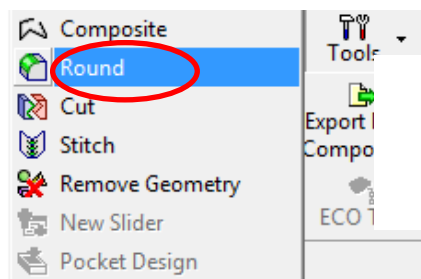 Composite
Round
Cut
Stitch
Remove Geometry
New Slider
Pocket Design
Tools
Export
Compo
ECO